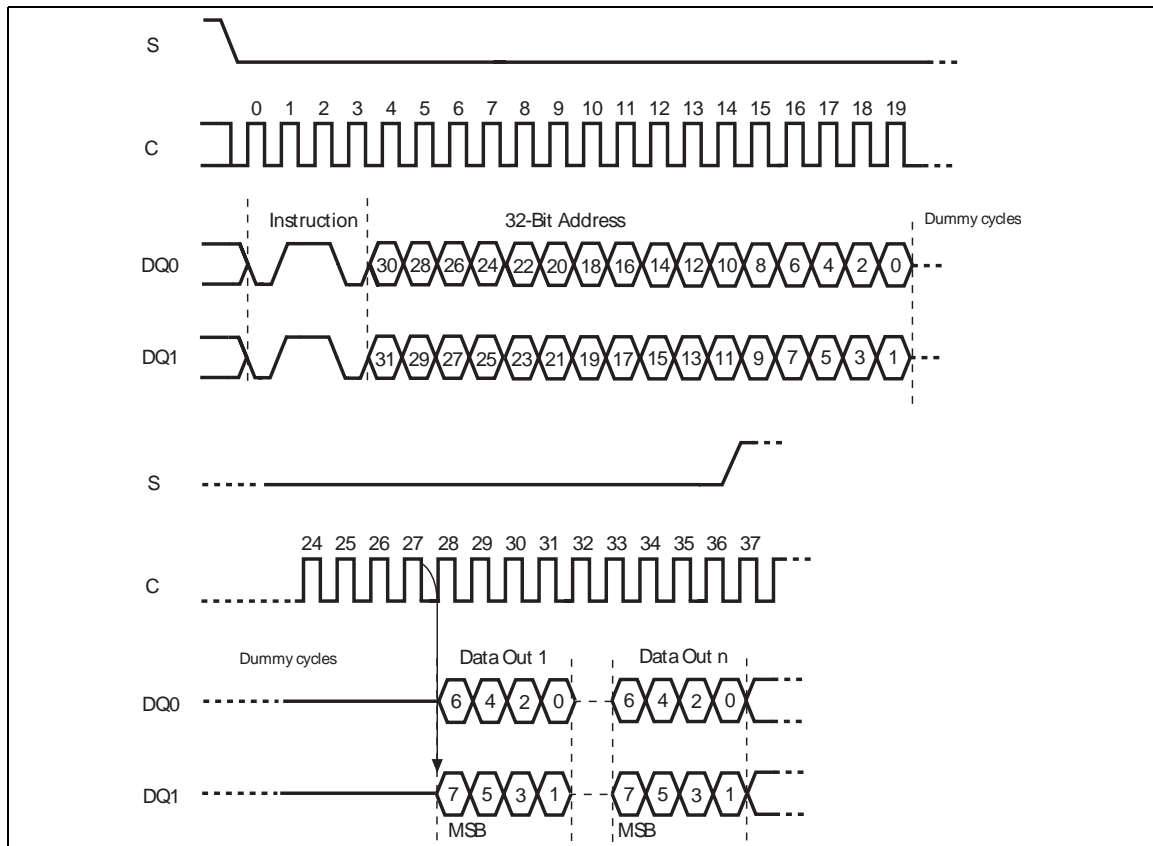 S
0 1 2 3 4 5 6 7 8 9 10 11 12 13 14 15 16 17 18 19
C
Instruction 32-Bit Address Dummy cycles
DQ0 30 28 26 24 22 20 18 16 14 12 10 8 6 4 2 0
DQ1 31 29 27 25 23 21 19 17 15 13 11 9 7 5 3 1
S
24 25 26 27 28 29 30 31 32 33 34 35 36 37
C
Dummy cycles Data Out 1 Data Out n
DQ0 6 4 2 0 6 4 2 0
DQ1 7 5 3 1 7 5 3 1
MSB MSB